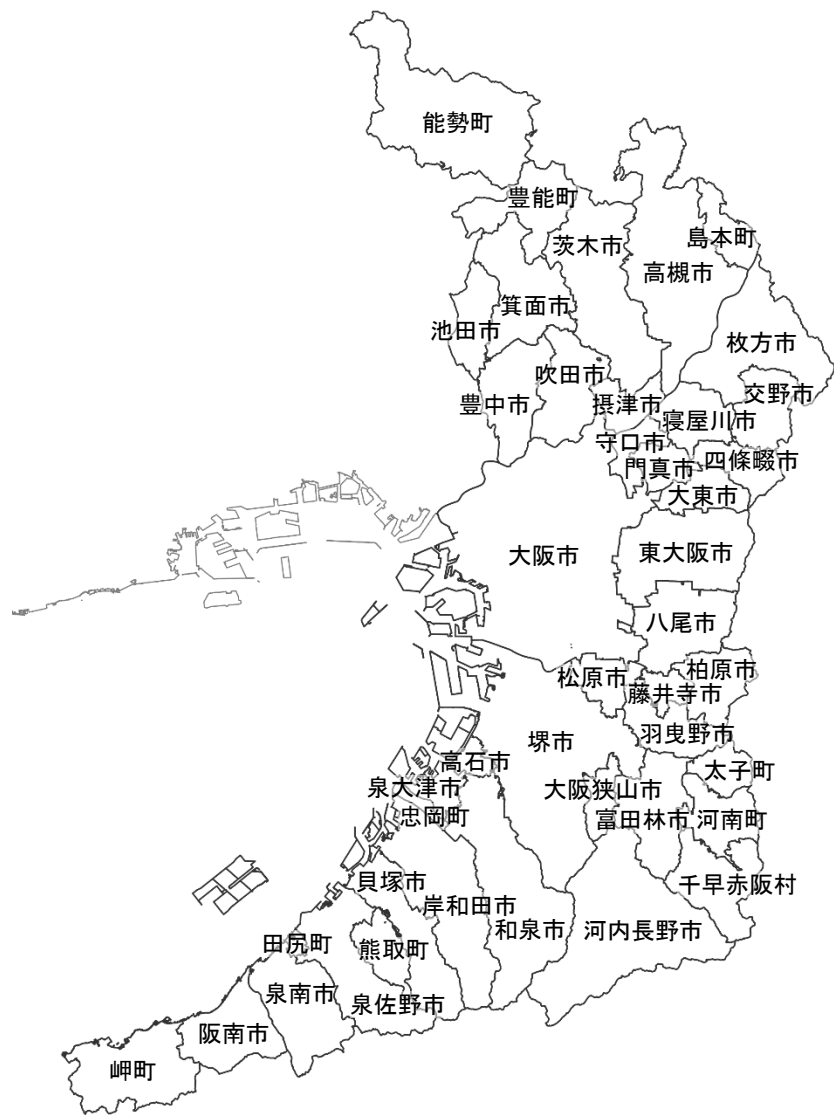 能勢町
豊能町
茨木市
島本町
高槻市
箕面市
池田市
枚方市
吹田市
交野市
豊中市
摂津市
寝屋川市
守口市
門真市
四條畷市
大東市
大阪市
東大阪市
八尾市
松原市
柏原市
藤井寺市
羽曳野市
堺市
高石市
太子町
泉大津市
大阪狭山市
忠岡町
富田林市
河南町
貝塚市
千早赤阪村
岸和田市
和泉市
河内長野市
田尻町
熊取町
泉南市
泉佐野市
阪南市
岬町